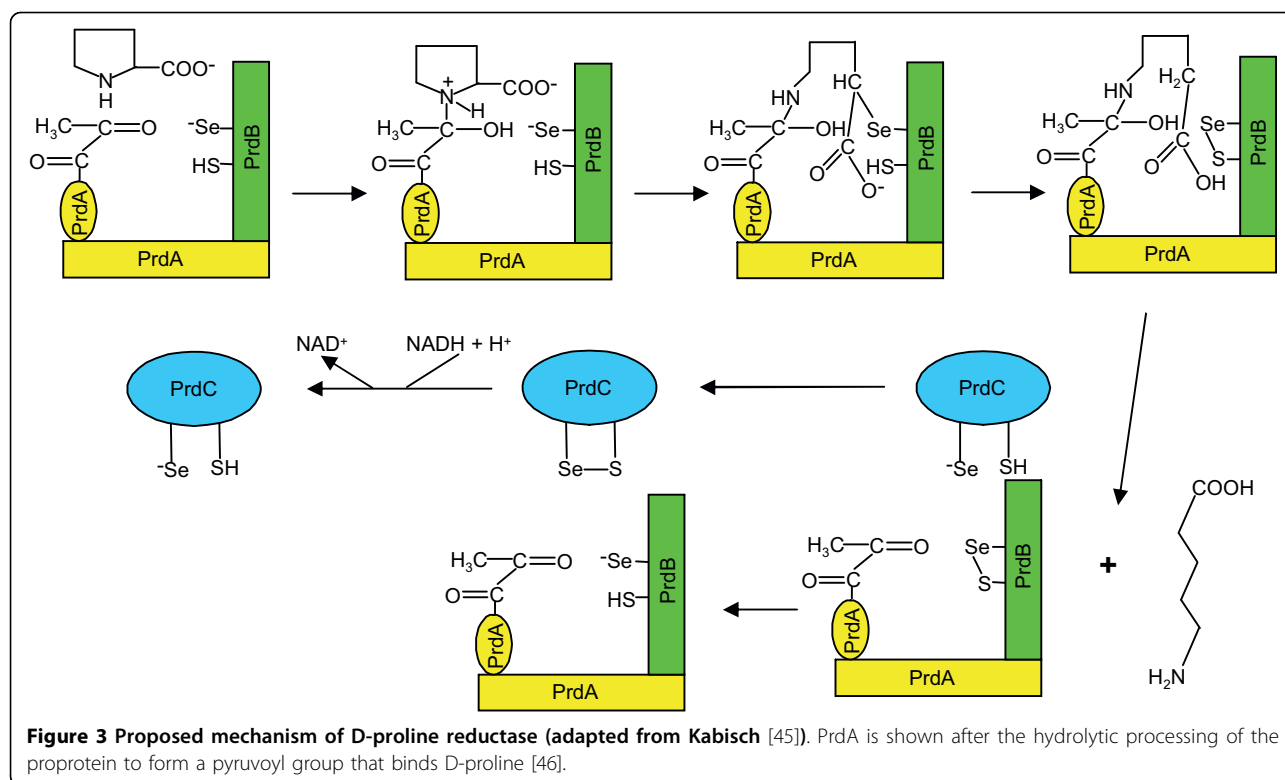 N
H
COO⁻
H₃C
C
O
O
C
⁻Se
HS
PrdB
PrdA
PrdA
+
N
H
COO⁻
H₃C
C
OH
O
C
⁻Se
HS
PrdB
PrdA
PrdA
HN
HC
H₃C
C
OH
Se
O
C
C
HS
O
O⁻
PrdB
PrdA
PrdA
H₂
C
HN
H₃C
C
OH
Se
O
C
C
S
O
OH
PrdB
PrdA
PrdA
NAD⁺
NADH + H⁺
PrdC
PrdC
PrdC
⁻Se
SH
Se
S
⁻Se
SH
H₃C
C
O
O
C
⁻Se
HS
PrdB
PrdA
PrdA
H₃C
C
O
O
C
Se
S
PrdB
PrdA
PrdA
+
COOH
H₂N
Figure 3 Proposed mechanism of D-proline reductase (adapted from Kabisch [45]). PrdA is shown after the hydrolytic processing of the
proprotein to form a pyruvoyl group that binds D-proline [46].